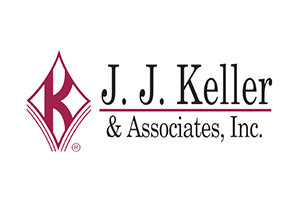 K
®
J. J. Keller
& Associates, Inc.